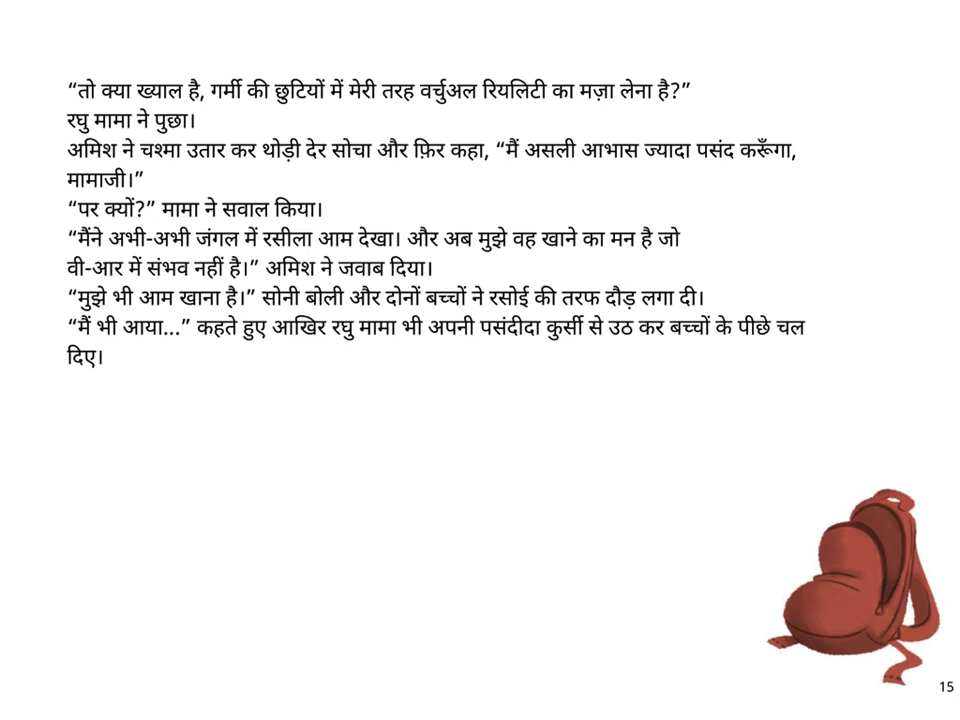 “तो क्या ख्याल है, गर्मी की छुटियों में मेरी तरह वर्चुअल रियलिटी का मज़ा लेना है?”
रघु मामा ने पुछा।
अमिश ने चश्मा उतार कर थोड़ी देर सोचा और फ़िर कहा, “मैं असली आभास ज्यादा पसंद करूँगा,
मामाजी।”
“पर क्यों?” मामा ने सवाल किया।
“मैंने अभी-अभी जंगल में रसीला आम देखा। और अब मुझे वह खाने का मन है जो
वी-आर में संभव नहीं है।” अमिश ने जवाब दिया।
“मुझे भी आम खाना है।” सोनी बोली और दोनों बच्चों ने रसोई की तरफ दौड़ लगा दी।
“मैं भी आया...” कहते हुए आखिर रघु मामा भी अपनी पसंदीदा कुर्सी से उठ कर बच्चों के पीछे चल
दिए।
15